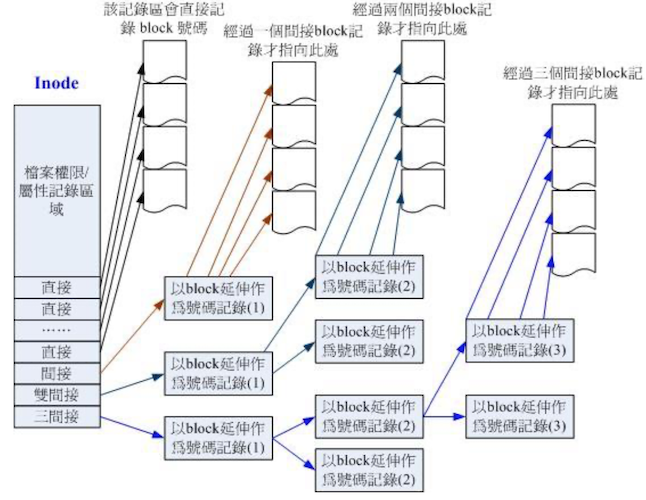 該記錄區會直接記
錄 block 號碼
經過一個間接block記
錄才指向此處
經過兩個間接block記
錄才指向此處
經過三個間接block記
錄才指向此處
Inode
檔案權限/
屬性記錄區
域
直接
直接
……
直接
間接
雙間接
三間接
以block延伸作
為號碼記錄(1)
以block延伸作
為號碼記錄(1)
以block延伸作
為號碼記錄(1)
以block延伸作
為號碼記錄(2)
以block延伸作
為號碼記錄(2)
以block延伸作
為號碼記錄(2)
以block延伸作
為號碼記錄(2)
以block延伸作
為號碼記錄(3)
以block延伸作
為號碼記錄(3)